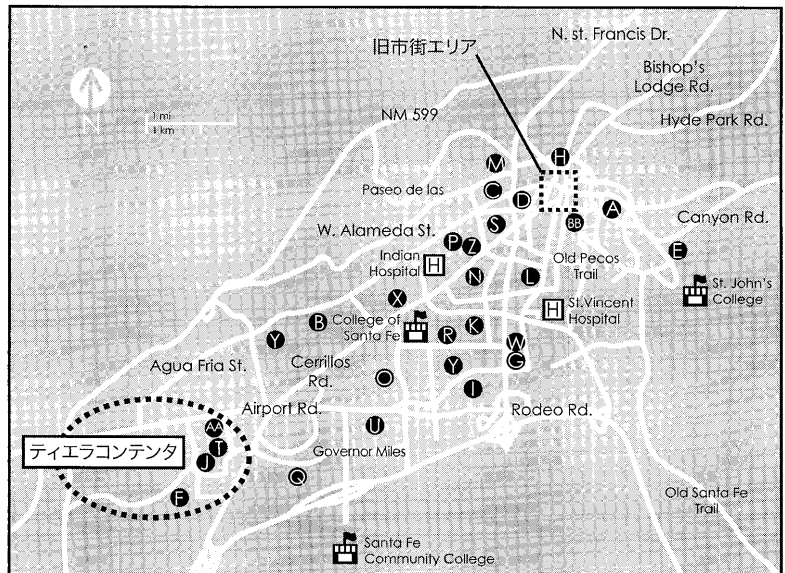 旧市街エリア
N. st. Francis Dr.
Bishop's
Lodge Rd.
Hyde Park Rd.
NM 599
N
1 mi
1 km
H
M
Paseo de las
C
D
A
Canyon Rd.
S
BB
W. Alameda St.
P
Z
E
Indian
Hospital
H
Old Pecos
Trail
N
L
St. John's
College
X
H
St.Vincent
Hospital
B
College of
Santa Fe
K
R
Y
W
G
Agua Fria St.
Cerrillos
Rd.
Y
O
I
Airport Rd.
Rodeo Rd.
AA
U
T
ティエラコンテンタ
J
Governor Miles
Q
F
Old Santa Fe
Trail
Santa Fe
Community College